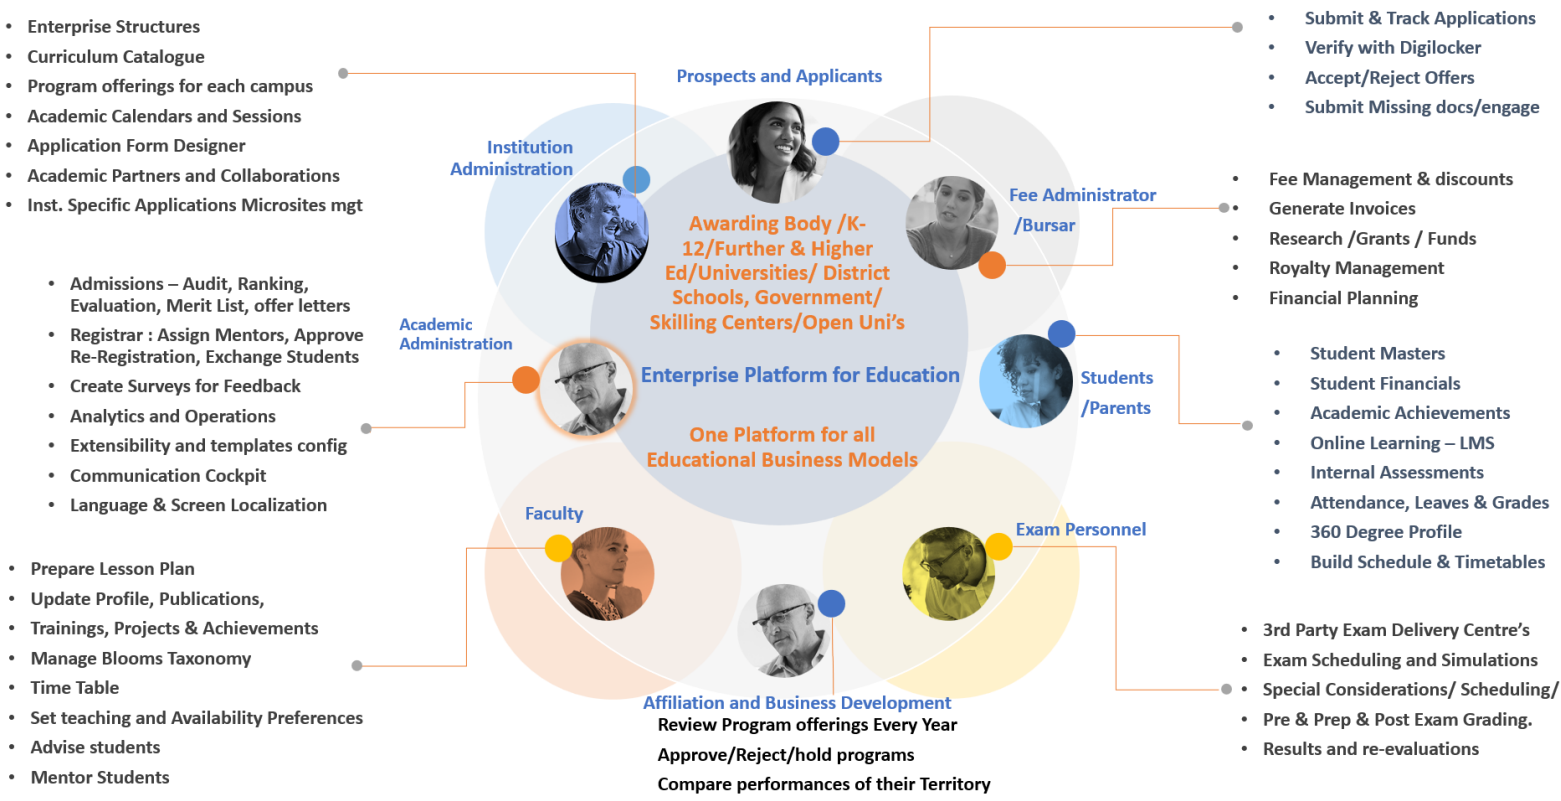 • Enterprise Structures
• Curriculum Catalogue
• Program offerings for each campus
• Academic Calendars and Sessions
• Application Form Designer
• Academic Partners and Collaborations
• Inst. Specific Applications Microsites mgt
Prospects and Applicants
• Submit & Track Applications
• Verify with Digilocker
• Accept/Reject Offers
• Submit Missing docs/engage
Institution
Administration
Fee Administrator
/Bursar
• Fee Management & discounts
• Generate Invoices
• Research /Grants / Funds
• Royalty Management
• Financial Planning
Awarding Body /K-
12/Further & Higher
Ed/Universities/ District
Schools, Government/
Skilling Centers/Open Uni’s
Enterprise Platform for Education
One Platform for all
Educational Business Models
• Admissions – Audit, Ranking,
Evaluation, Merit List, offer letters
• Registrar : Assign Mentors, Approve
Re-Registration, Exchange Students
• Create Surveys for Feedback
• Analytics and Operations
• Extensibility and templates config
• Communication Cockpit
• Language & Screen Localization
Academic
Administration
Students
/Parents
• Student Masters
• Student Financials
• Academic Achievements
• Online Learning – LMS
• Internal Assessments
• Attendance, Leaves & Grades
• 360 Degree Profile
• Build Schedule & Timetables
Faculty
Exam Personnel
• Prepare Lesson Plan
• Update Profile, Publications,
• Trainings, Projects & Achievements
• Manage Blooms Taxonomy
• Time Table
• Set teaching and Availability Preferences
• Advise students
• Mentor Students
Affiliation and Business Development
Review Program offerings Every Year
Approve/Reject/hold programs
Compare performances of their Territory
• 3rd Party Exam Delivery Centre’s
• Exam Scheduling and Simulations
• Special Considerations/ Scheduling/
• Pre & Prep & Post Exam Grading.
• Results and re-evaluations